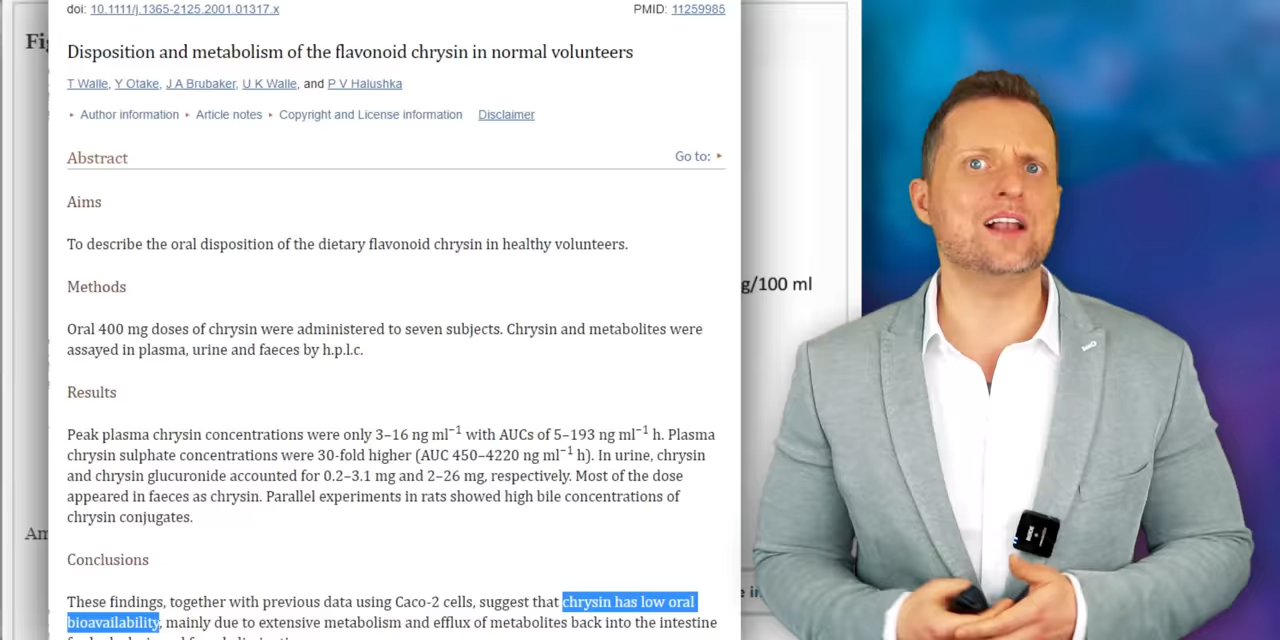 doi: 10.1111/j.1365-2125.2001.01317.x PMID: 11259985
Disposition and metabolism of the flavonoid chrysin in normal volunteers
T Walle, Y Otake, J A Brubaker, U K Walle, and P V Halushka
▸ Author information ▸ Article notes ▸ Copyright and License information Disclaimer
Abstract Go to: ▸
Aims
To describe the oral disposition of the dietary flavonoid chrysin in healthy volunteers.
Methods
Oral 400 mg doses of chrysin were administered to seven subjects. Chrysin and metabolites were
assayed in plasma, urine and faeces by h.p.l.c.
Results
Peak plasma chrysin concentrations were only 3–16 ng ml−1 with AUCs of 5–193 ng ml−1 h. Plasma
chrysin sulphate concentrations were 30-fold higher (AUC 450–4220 ng ml−1 h). In urine, chrysin
and chrysin glucuronide accounted for 0.2–3.1 mg and 2–26 mg, respectively. Most of the dose
appeared in faeces as chrysin. Parallel experiments in rats showed high bile concentrations of
chrysin conjugates.
Conclusions
These findings, together with previous data using Caco-2 cells, suggest that chrysin has low oral
bioavailability, mainly due to extensive metabolism and efflux of metabolites back into the intestine
g/100 ml